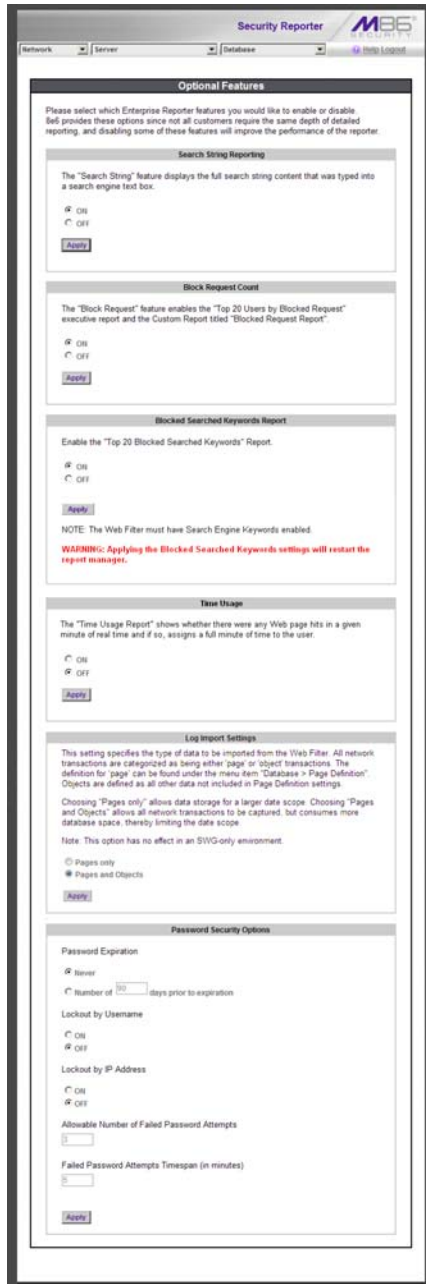 Security Reporter
M86
SECURITY
Network Server Database Help Logout
Optional Features
Please select which Enterprise Reporter features you would like to enable or disable.
8e6 provides these options since not all customers require the same depth of detailed
reporting, and disabling some of these features will improve the performance of the reporter.
Search String Reporting
The "Search String" feature displays the full search string content that was typed into
a search engine text box.
ON
OFF
Apply
Block Request Count
The "Block Request" feature enables the "Top 20 Users by Blocked Request"
executive report and the Custom Report titled "Blocked Request Report".
ON
OFF
Apply
Blocked Searched Keywords Report
Enable the "Top 20 Blocked Searched Keywords" Report.
ON
OFF
Apply
NOTE: The Web Filter must have Search Engine Keywords enabled.
WARNING: Applying the Blocked Searched Keywords settings will restart the
report manager.
Time Usage
The "Time Usage Report" shows whether there were any Web page hits in a given
minute of real time and if so, assigns a full minute of time to the user.
ON
OFF
Apply
Log Import Settings
This setting specifies the type of data to be imported from the Web Filter. All network
transactions are categorized as being either 'page' or 'object' transactions. The
definition for 'page' can be found under the menu item "Database > Page Definition".
Objects are defined as all other data not included in Page Definition settings.
Choosing "Pages only" allows data storage for a larger date scope. Choosing "Pages
and Objects" allows all network transactions to be captured, but consumes more
database space, thereby limiting the date scope.
Note: This option has no effect in an SWG-only environment.
Pages only
Pages and Objects
Apply
Password Security Options
Password Expiration
Never
Number of 90 days prior to expiration
Lockout by Username
ON
OFF
Lockout by IP Address
ON
OFF
Allowable Number of Failed Password Attempts
3
Failed Password Attempts Timespan (in minutes)
5
Apply